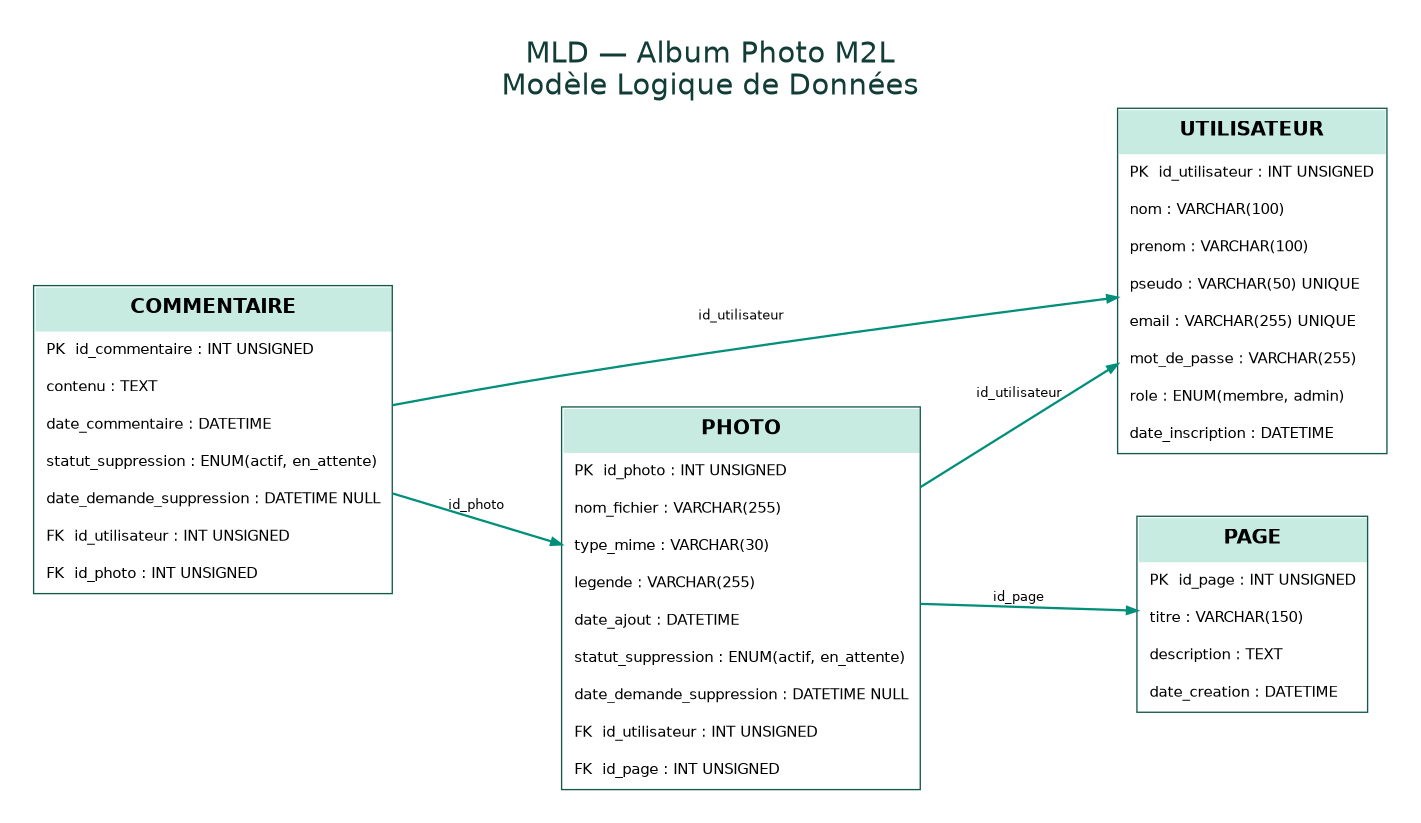 MLD — Album Photo M2L
Modèle Logique de Données
UTILISATEUR
PK id_utilisateur : INT UNSIGNED
nom : VARCHAR(100)
prenom : VARCHAR(100)
pseudo : VARCHAR(50) UNIQUE
email : VARCHAR(255) UNIQUE
mot_de_passe : VARCHAR(255)
role : ENUM(membre, admin)
date_inscription : DATETIME
COMMENTAIRE
PK id_commentaire : INT UNSIGNED
contenu : TEXT
date_commentaire : DATETIME
statut_suppression : ENUM(actif, en_attente)
date_demande_suppression : DATETIME NULL
FK id_utilisateur : INT UNSIGNED
FK id_photo : INT UNSIGNED
id_utilisateur
id_photo
id_utilisateur
PHOTO
PK id_photo : INT UNSIGNED
nom_fichier : VARCHAR(255)
type_mime : VARCHAR(30)
legende : VARCHAR(255)
date_ajout : DATETIME
statut_suppression : ENUM(actif, en_attente)
date_demande_suppression : DATETIME NULL
FK id_utilisateur : INT UNSIGNED
FK id_page : INT UNSIGNED
id_page
PAGE
PK id_page : INT UNSIGNED
titre : VARCHAR(150)
description : TEXT
date_creation : DATETIME